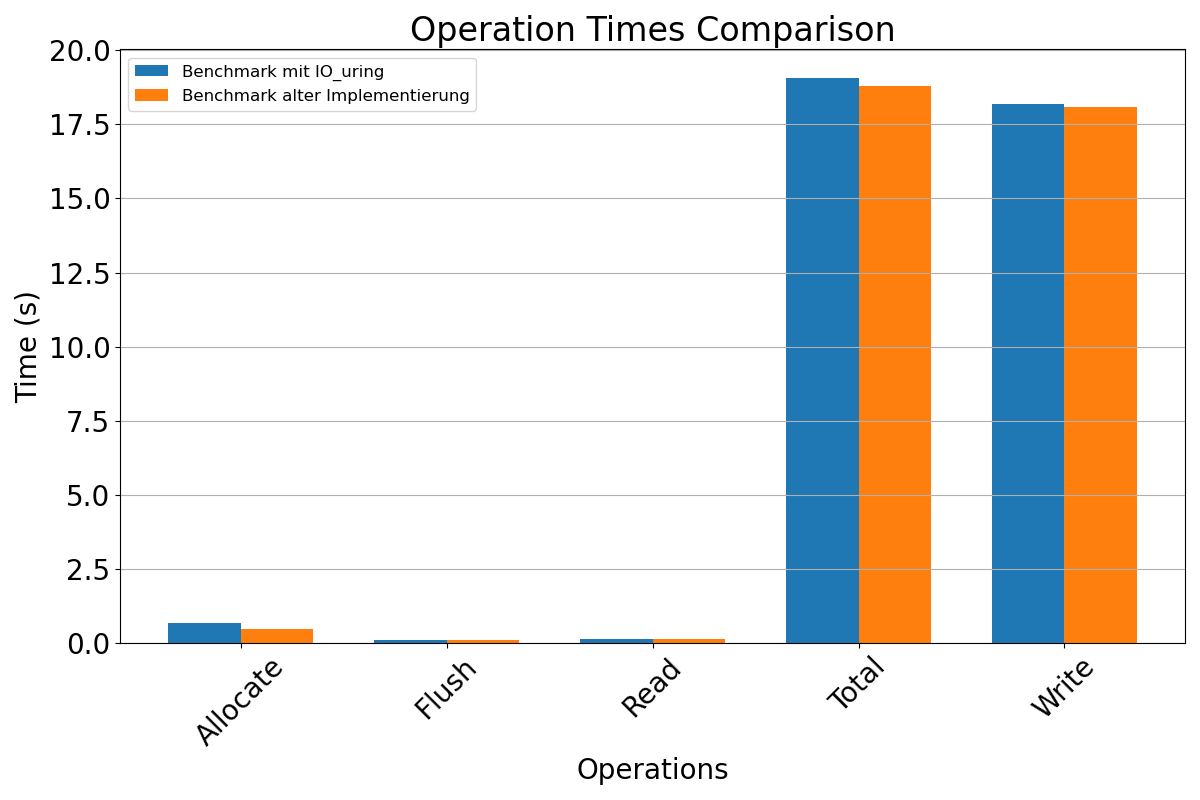 Operation Times Comparison
Benchmark mit IO_uring
Benchmark alter Implementierung
20.0
17.5
15.0
12.5
10.0
7.5
5.0
2.5
0.0
Time (s)
Allocate
Flush
Read
Total
Write
Operations